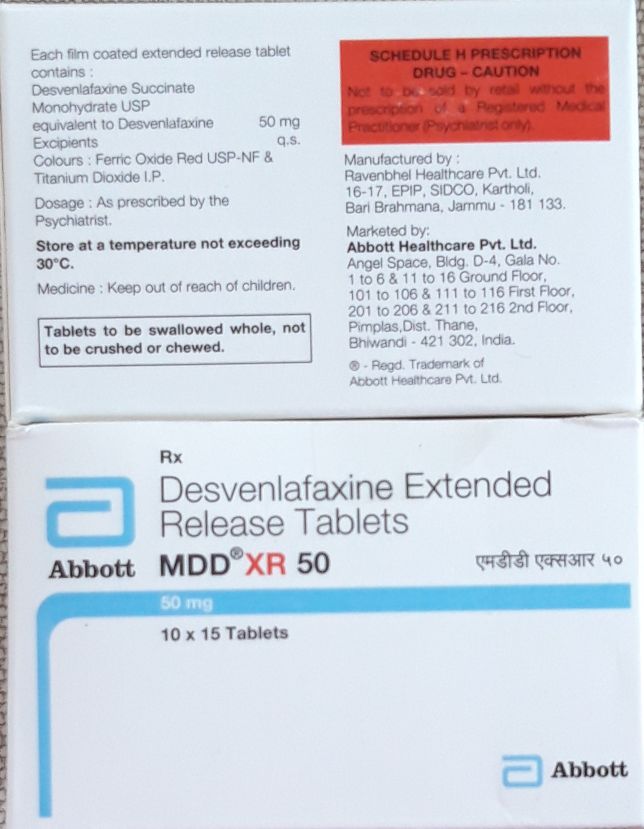 Each film coated extended release tablet
contains :
Desvenlafaxine Succinate
Monohydrate USP
equivalent to Desvenlafaxine 50 mg
Excipients q.s.
Colours : Ferric Oxide Red USP-NF &
Titanium Dioxide I.P.
Dosage : As prescribed by the
Psychiatrist.
Store at a temperature not exceeding
30°C.
Medicine : Keep out of reach of children.
Tablets to be swallowed whole, not
to be crushed or chewed.
SCHEDULE H PRESCRIPTION
DRUG – CAUTION
Not to be sold by retail without the
prescription of a Registered Medical
Practitioner (Psychiatrist only).
Manufactured by :
Ravenbhel Healthcare Pvt. Ltd.
16-17, EPIP, SIDCO, Kartholi,
Bari Brahmana, Jammu - 181 133.
Marketed by:
Abbott Healthcare Pvt. Ltd.
Angel Space, Bldg. D-4, Gala No.
1 to 6 & 11 to 16 Ground Floor,
101 to 106 & 111 to 116 First Floor,
201 to 206 & 211 to 216 2nd Floor,
Pimplas,Dist. Thane,
Bhiwandi - 421 302, India.
® - Regd. Trademark of
Abbott Healthcare Pvt. Ltd.
Rx
Desvenlafaxine Extended
Release Tablets
Abbott MDD®XR 50 एमडीडी एक्सआर ५०
50 mg
10 x 15 Tablets
Abbott